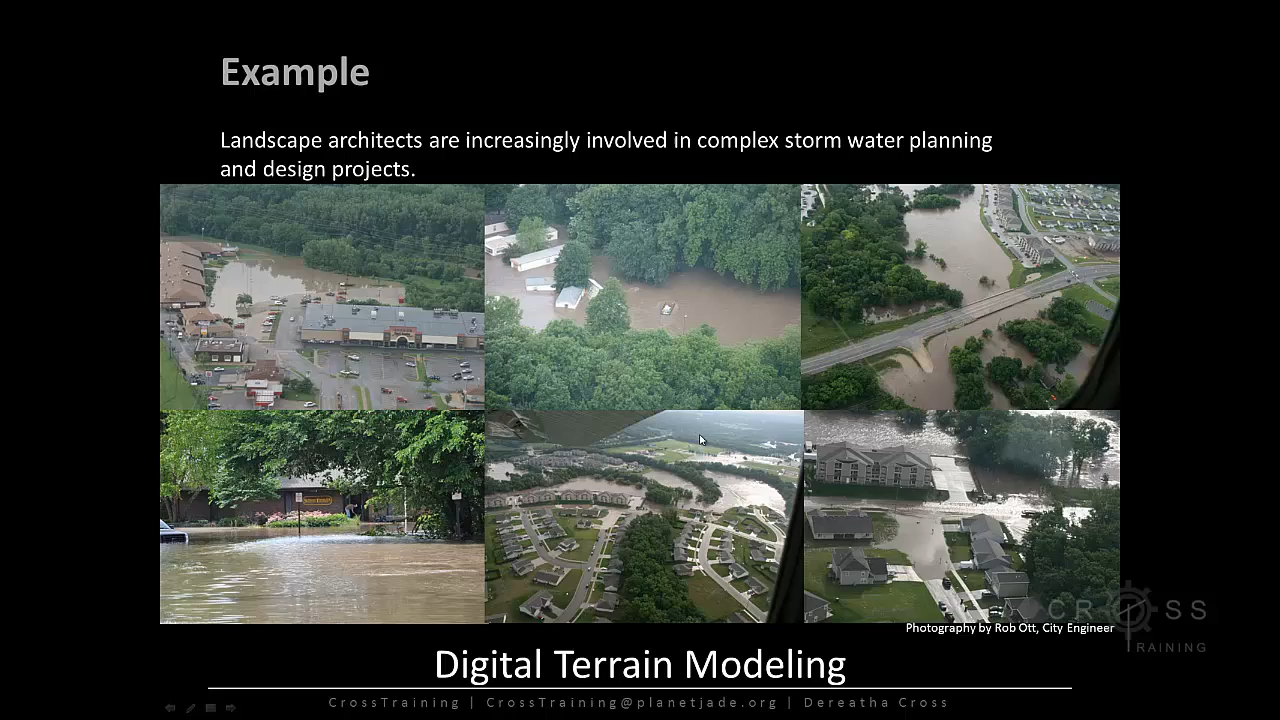 Example
Landscape architects are increasingly involved in complex storm water planning
and design projects.
Photography by Rob Ott, City Engineer
CROSS
TRAINING
Digital Terrain Modeling
CrossTraining | CrossTraining@planetjade.org | Dereatha Cross